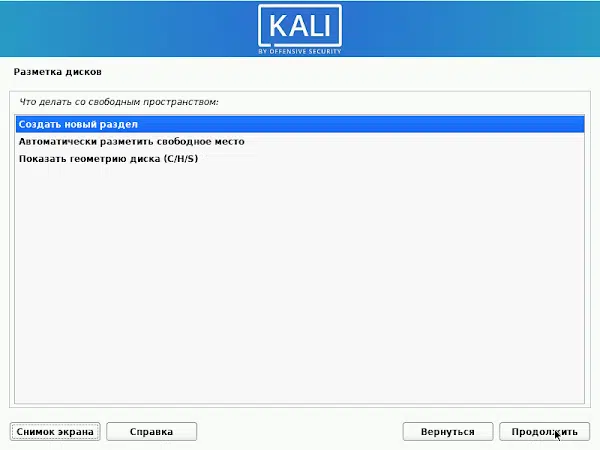 KALI
BY OFFENSIVE SECURITY
Разметка дисков
Что делать со свободным пространством:
Создать новый раздел
Автоматически разметить свободное место
Показать геометрию диска (C/H/S)
Снимок экрана
Справка
Вернуться
Продолжить